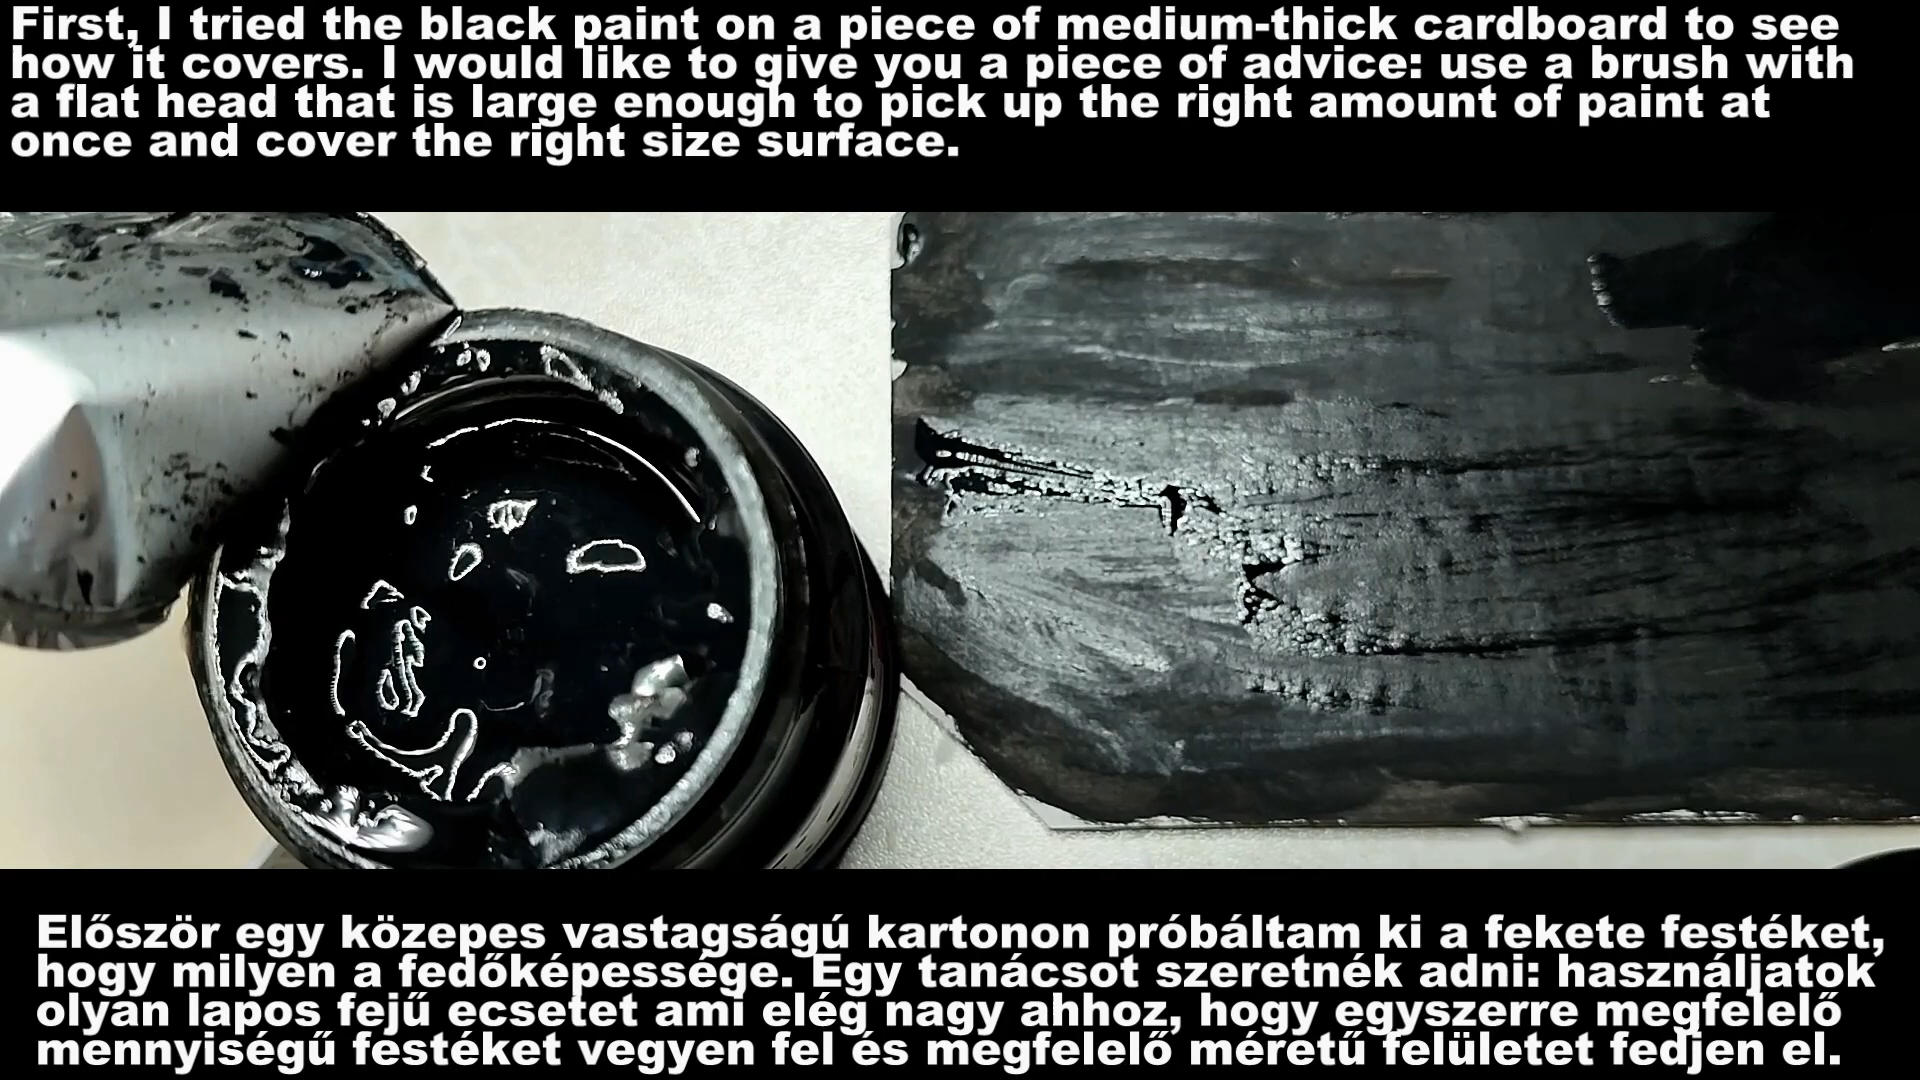 First, I tried the black paint on a piece of medium-thick cardboard to see
how it covers. I would like to give you a piece of advice: use a brush with
a flat head that is large enough to pick up the right amount of paint at
once and cover the right size surface.
Először egy közepes vastagságú kartonon próbáltam ki a fekete festéket,
hogy milyen a fedőképessége. Egy tanácsot szeretnék adni: használjatok
olyan lapos fejű ecsetet ami elég nagy ahhoz, hogy egyszerre megfelelő
mennyiségű festéket vegyen fel és megfelelő méretű felületet fedjen el.